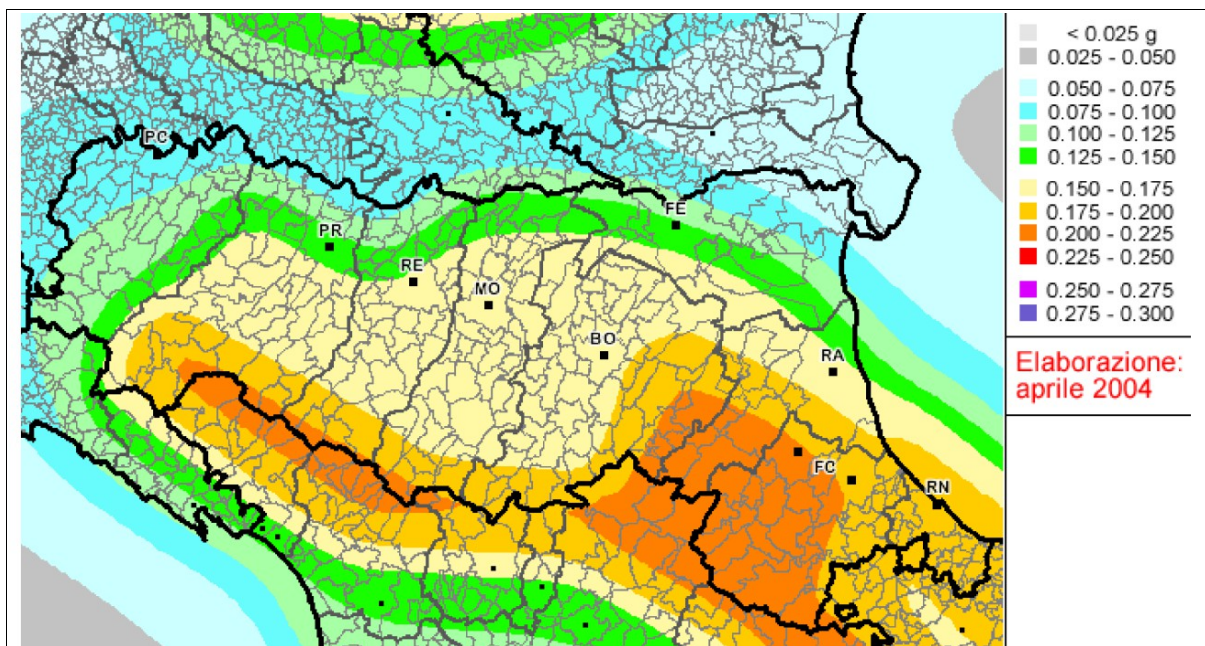 PC
PR
RE
MO
FE
BO
RA
FC
RN
< 0.025 g
0.025 - 0.050
0.050 - 0.075
0.075 - 0.100
0.100 - 0.125
0.125 - 0.150
0.150 - 0.175
0.175 - 0.200
0.200 - 0.225
0.225 - 0.250
0.250 - 0.275
0.275 - 0.300
Elaborazione:
aprile 2004